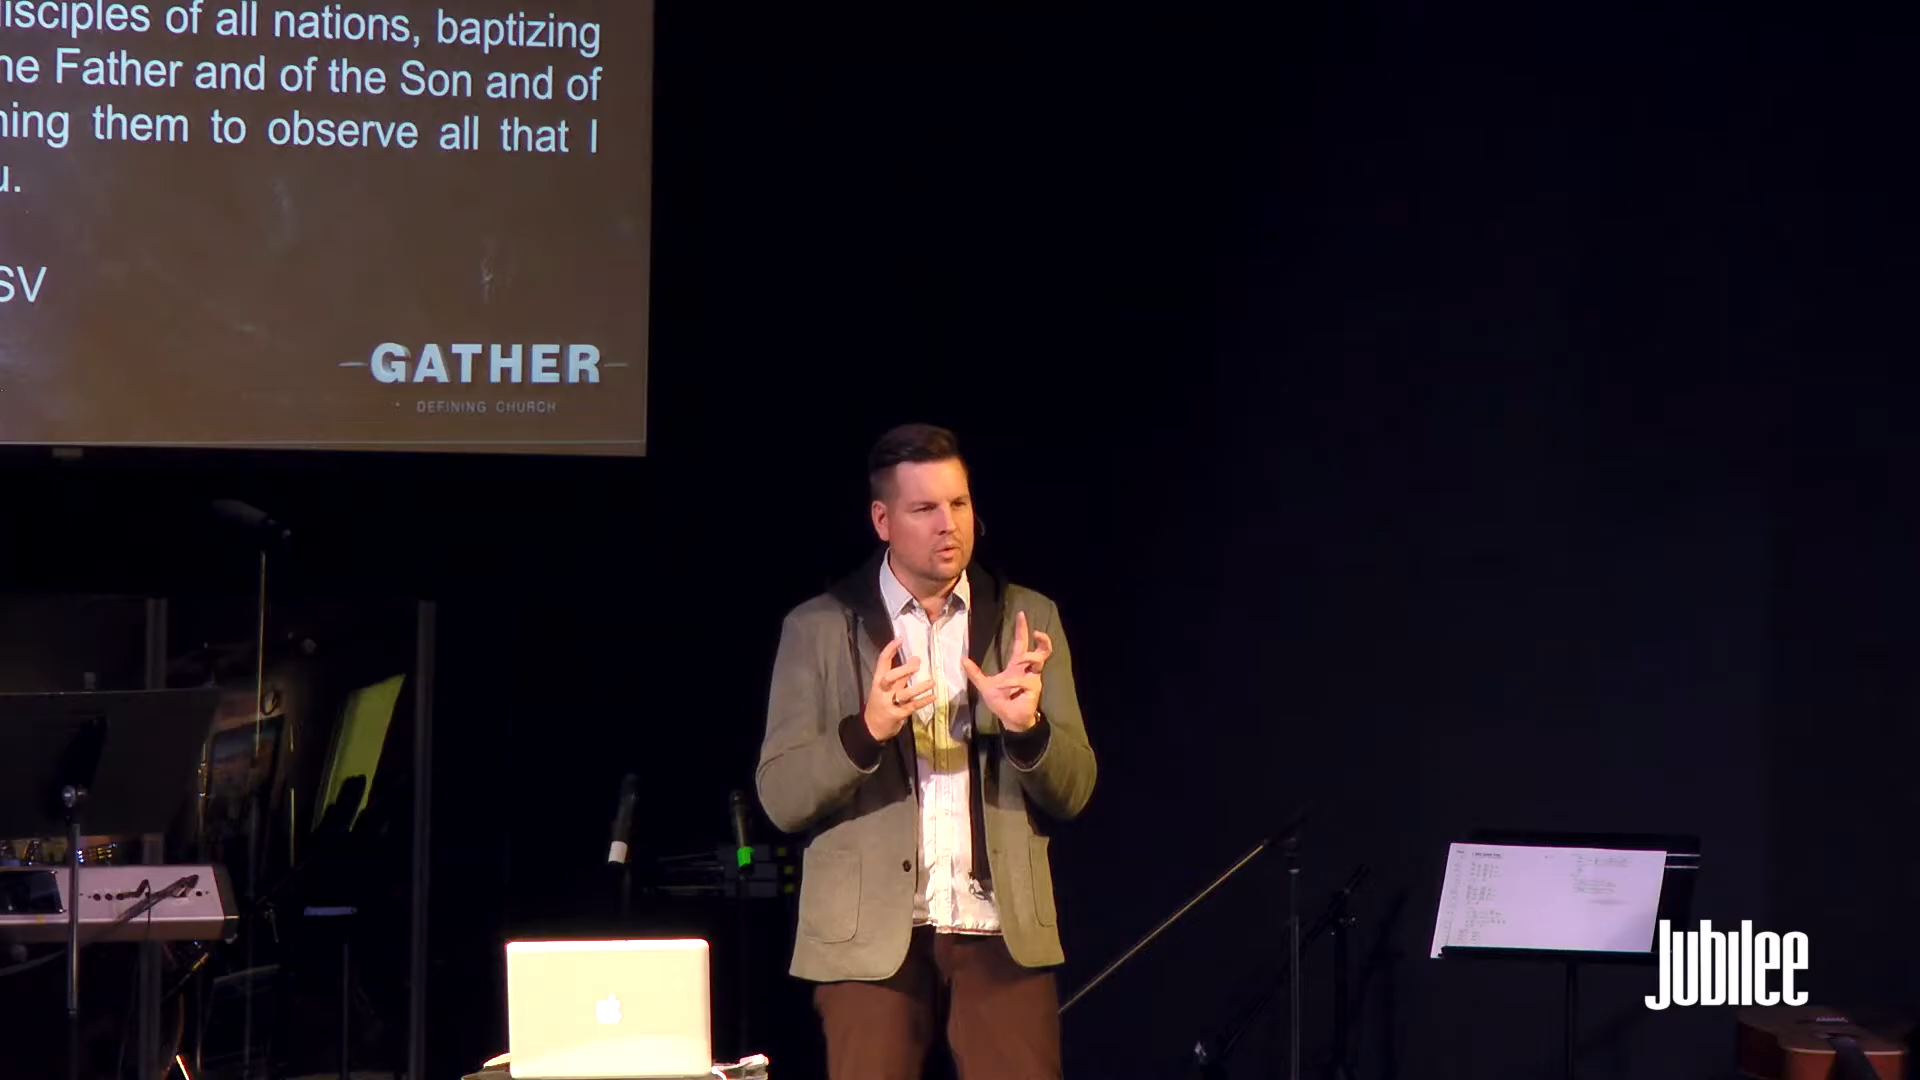 disciples of all nations, baptizing
he Father and of the Son and of
hing them to observe all that I
u.
SV
GATHER
DEFINING CHURCH
Jubilee